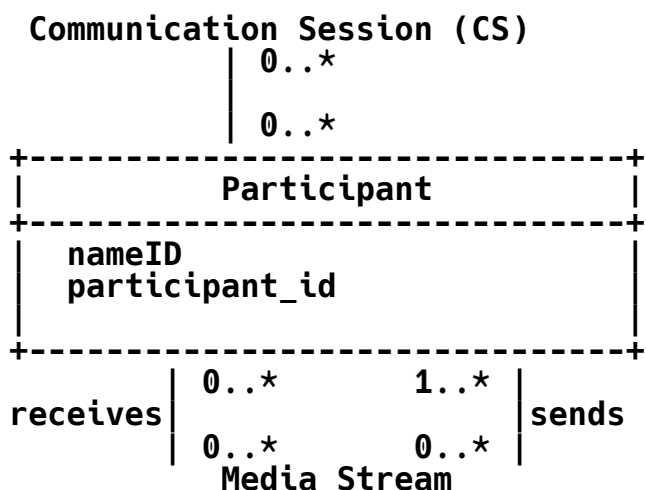 Communication Session (CS)
| 0..*
|
| 0..*
+-------------------------------+
| Participant |
+-------------------------------+
| nameID |
| participant_id |
| |
+-------------------------------+
| 0..* 1..* |
receives| |sends
| 0..* 0..* |
Media Stream